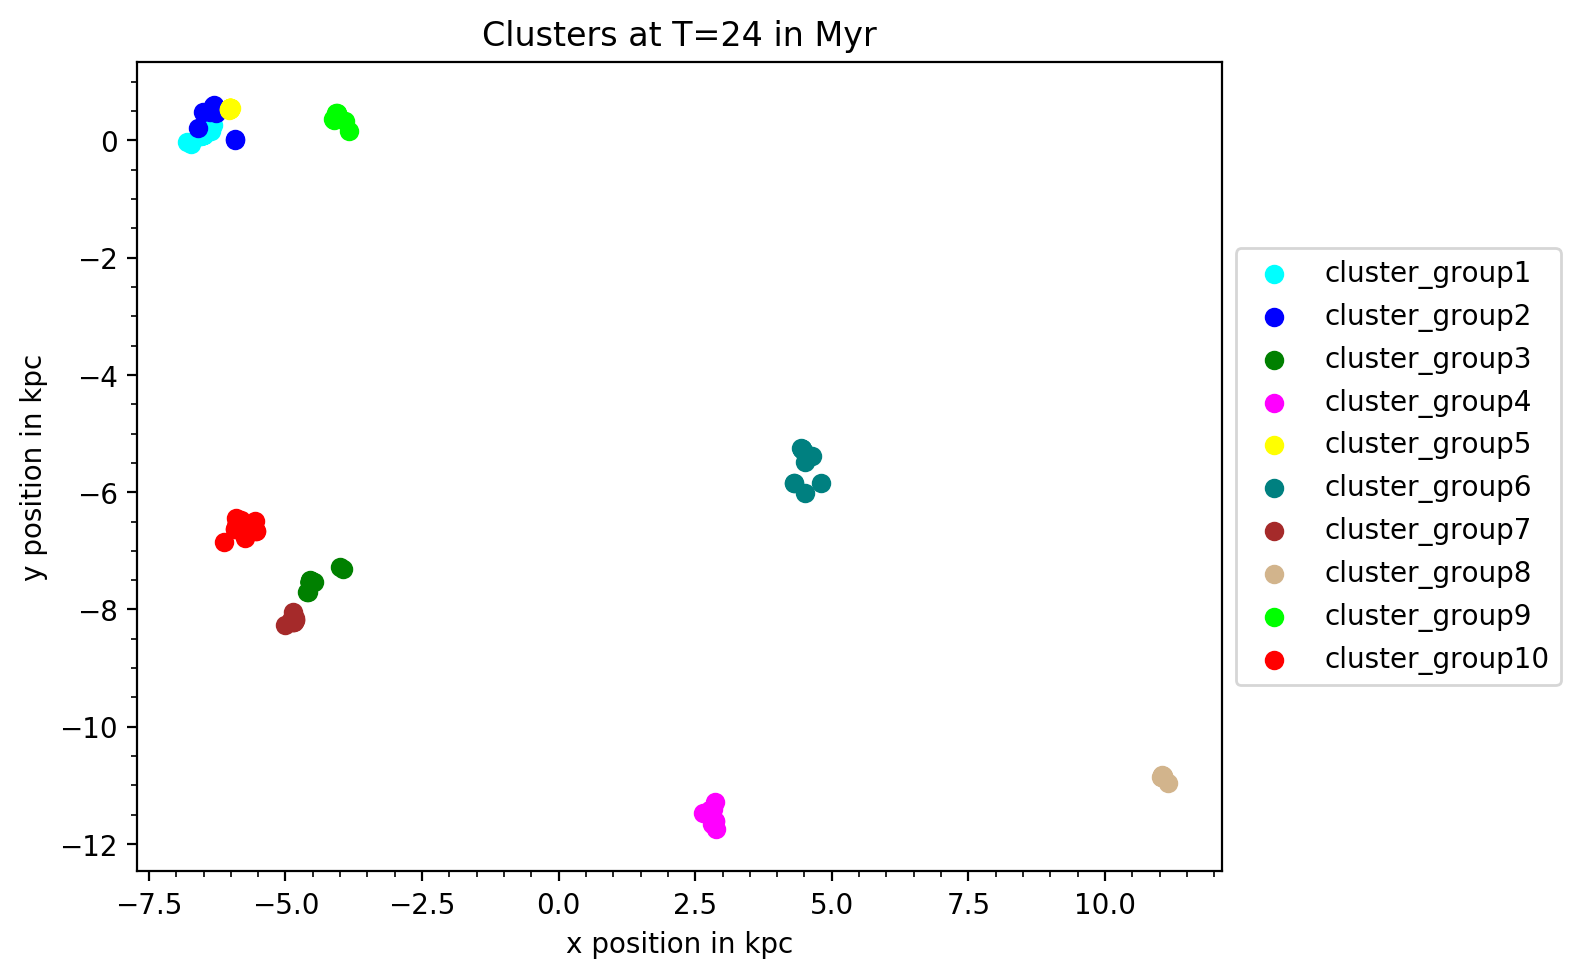 Clusters at T=24 in Myr
0
−2
−4
−6
−8
−10
−12
y position in kpc
−7.5 −5.0 −2.5 0.0 2.5 5.0 7.5 10.0
x position in kpc
cluster_group1
cluster_group2
cluster_group3
cluster_group4
cluster_group5
cluster_group6
cluster_group7
cluster_group8
cluster_group9
cluster_group10